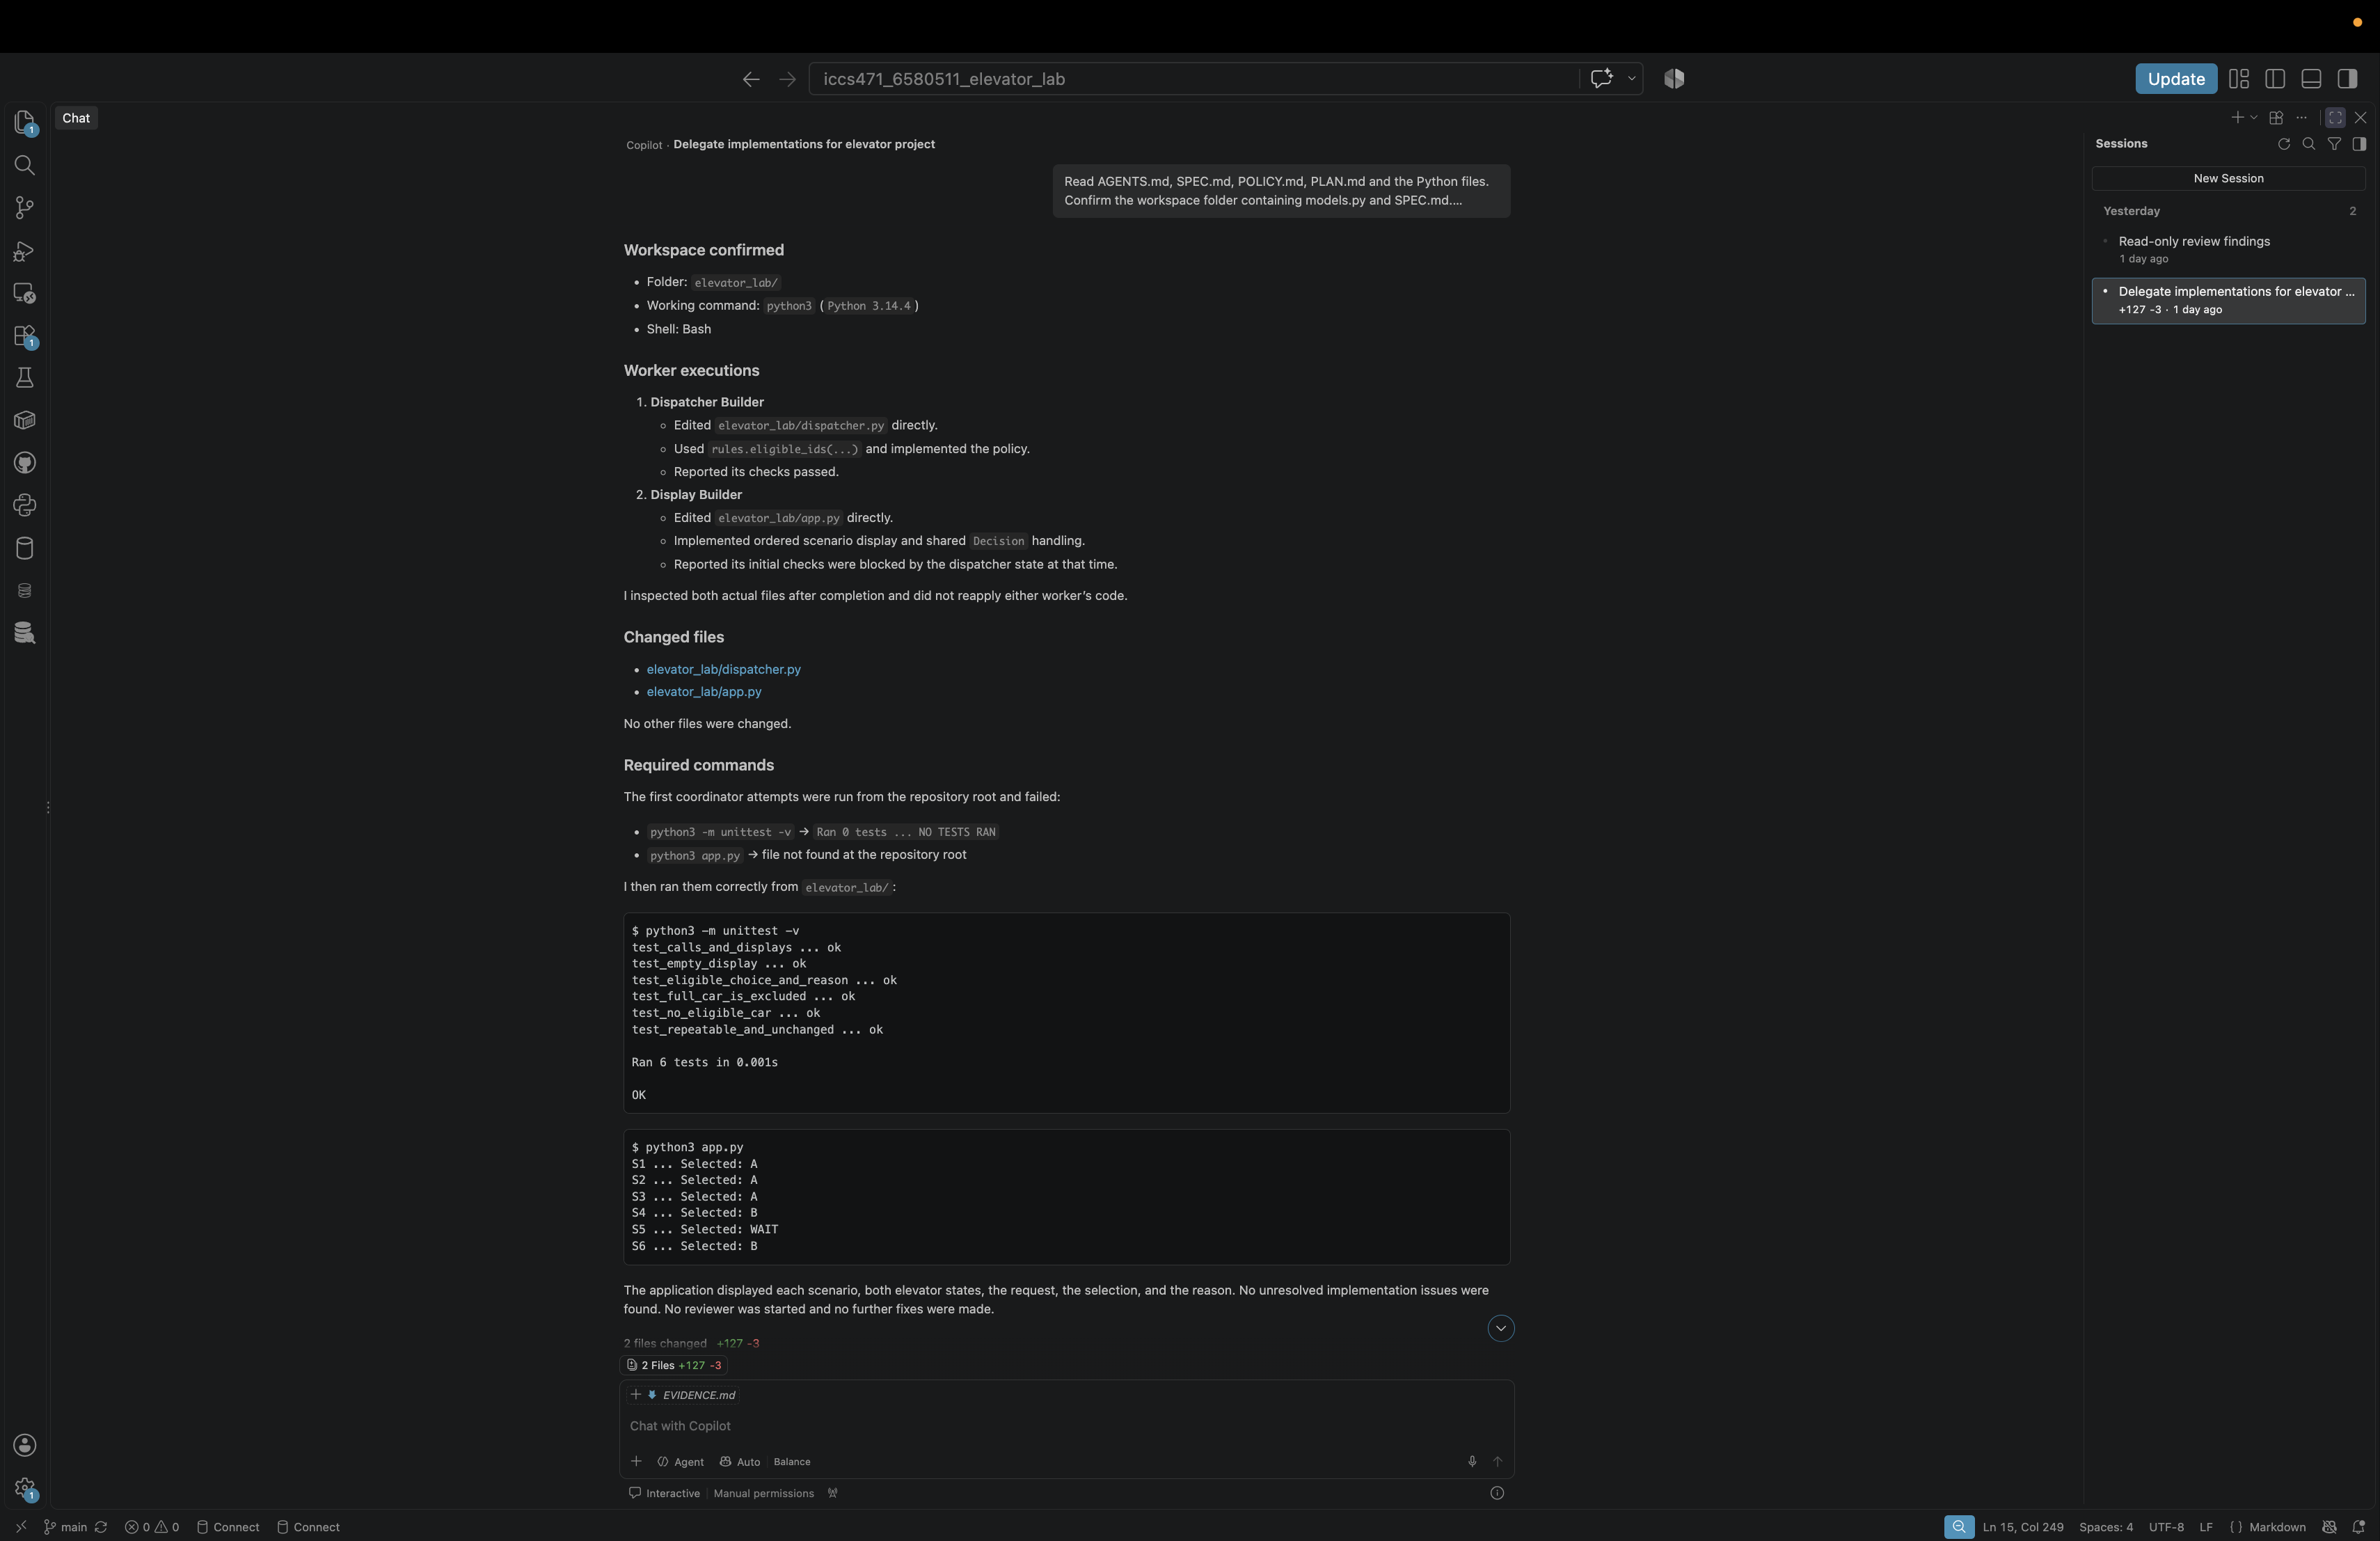 iccs471_6580511_elevator_lab
Update
Chat
Copilot · Delegate implementations for elevator project
Read AGENTS.md, SPEC.md, POLICY.md, PLAN.md and the Python files.
Confirm the workspace folder containing models.py and SPEC.md....
Workspace confirmed
• Folder: elevator_lab/
• Working command: python3 ( Python 3.14.4 )
• Shell: Bash
Worker executions
1. Dispatcher Builder
Edited elevator_lab/dispatcher.py directly.
Used rules.eligible_ids(...) and implemented the policy.
Reported its checks passed.
2. Display Builder
Edited elevator_lab/app.py directly.
Implemented ordered scenario display and shared Decision handling.
Reported its initial checks were blocked by the dispatcher state at that time.
I inspected both actual files after completion and did not reapply either worker's code.
Changed files
• elevator_lab/dispatcher.py
• elevator_lab/app.py
No other files were changed.
Required commands
The first coordinator attempts were run from the repository root and failed:
• python3 -m unittest -v → Ran 0 tests ... NO TESTS RAN
• python3 app.py → file not found at the repository root
I then ran them correctly from elevator_lab/ :
$ python3 -m unittest -v
test_calls_and_displays ... ok
test_empty_display ... ok
test_eligible_choice_and_reason ... ok
test_full_car_is_excluded ... ok
test_no_eligible_car ... ok
test_repeatable_and_unchanged ... ok
Ran 6 tests in 0.001s
OK
$ python3 app.py
S1 ... Selected: A
S2 ... Selected: A
S3 ... Selected: A
S4 ... Selected: B
S5 ... Selected: WAIT
S6 ... Selected: B
The application displayed each scenario, both elevator states, the request, the selection, and the reason. No unresolved implementation issues were
found. No reviewer was started and no further fixes were made.
2 files changed +127 -3
2 Files +127 -3
EVIDENCE.md
Chat with Copilot
Agent Auto Balance
Interactive Manual permissions
Sessions
New Session
Yesterday 2
Read-only review findings
1 day ago
• Delegate implementations for elevator ...
+127 -3 · 1 day ago
1
1
1
main 0 0 Connect Connect
Ln 15, Col 249 Spaces: 4 UTF-8 LF { } Markdown